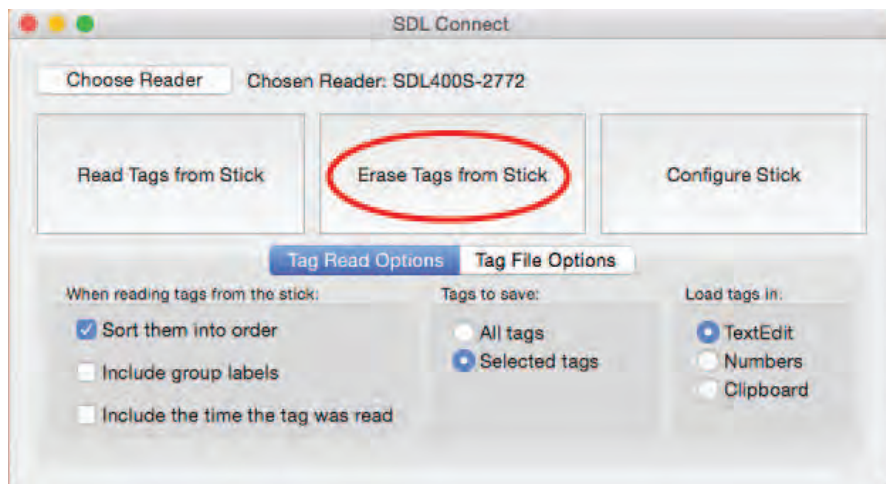 SDL Connect
Choose Reader Chosen Reader: SDL400S-2772
Read Tags from Stick Erase Tags from Stick Configure Stick
Tag Read Options Tag File Options
When reading tags from the stick: Tags to save: Load tags in:
Sort them into order All tags TextEdit
Include group labels Selected tags Numbers
Include the time the tag was read Clipboard